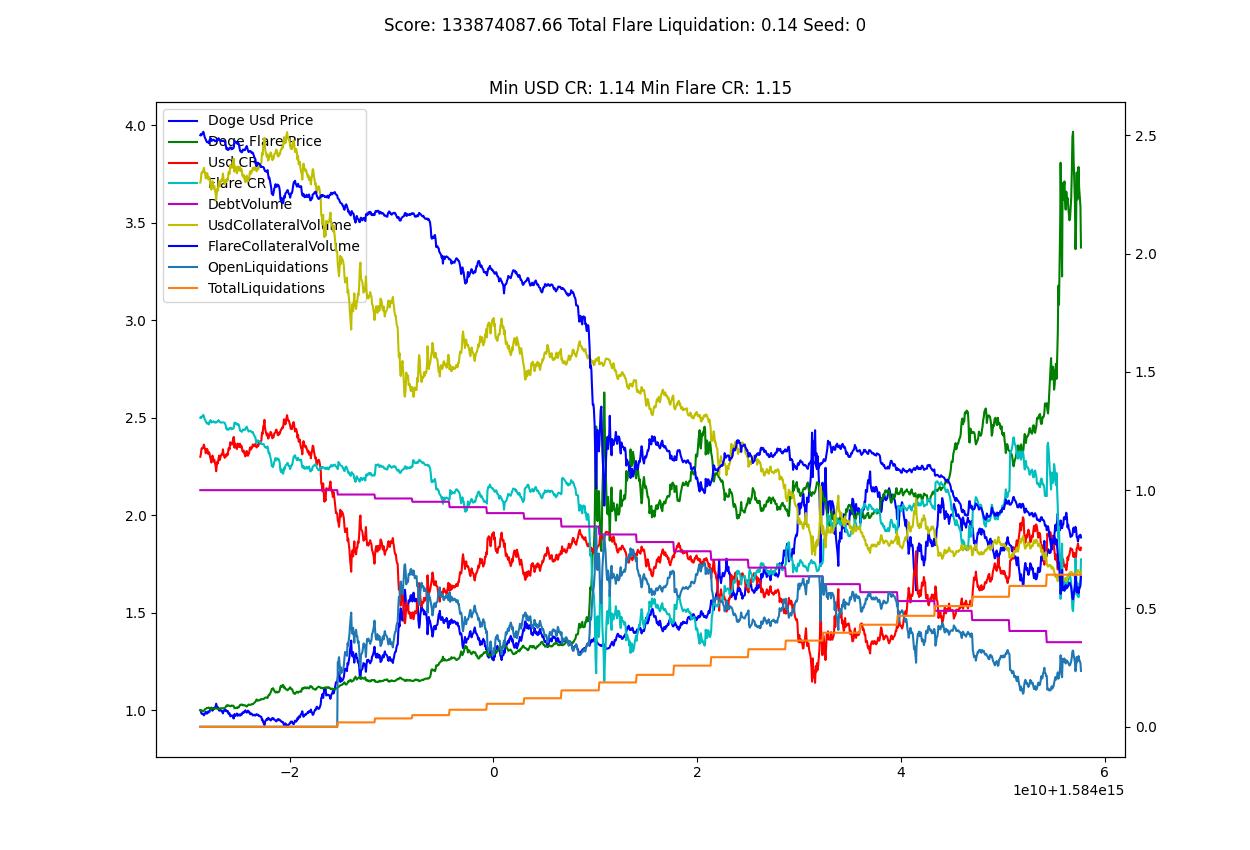 Score: 133874087.66 Total Flare Liquidation: 0.14 Seed: 0
Min USD CR: 1.14 Min Flare CR: 1.15
Doge Usd Price
Doge Flare Price
Usd CR
Flare CR
DebtVolume
UsdCollateralVolume
FlareCollateralVolume
OpenLiquidations
TotalLiquidations
4.0
3.5
3.0
2.5
2.0
1.5
1.0
2.5
2.0
1.5
1.0
0.5
0.0
−2
0
2
4
6
1e10+1.584e15